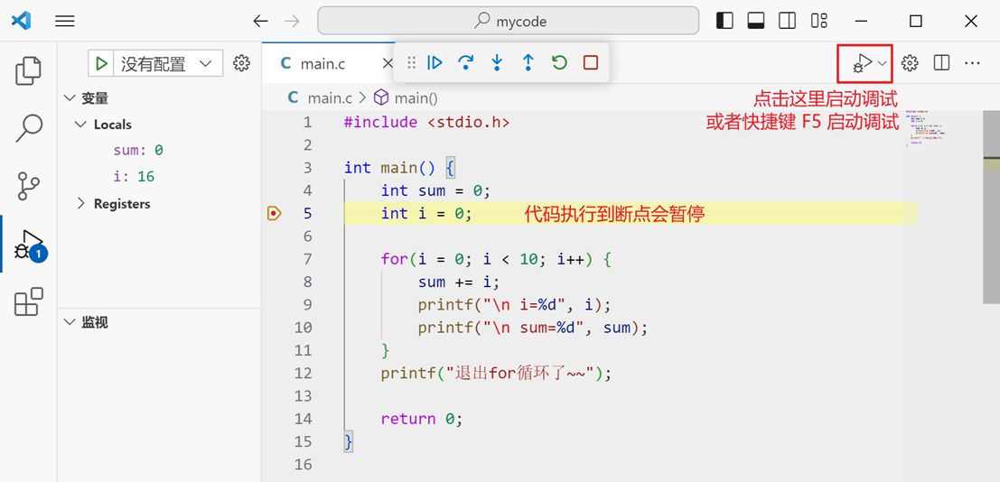 mycode
没有配置
main.c
main.c > main()
点击这里启动调试
或者快捷键 F5 启动调试
变量
Locals
sum: 0
i: 16
Registers
1
监视
1 #include <stdio.h>
2
3 int main() {
4 int sum = 0;
5 int i = 0; 代码执行到断点会暂停
6
7 for(i = 0; i < 10; i++) {
8 sum += i;
9 printf("\n i=%d", i);
10 printf("\n sum=%d", sum);
11 }
12 printf("退出for循环了~~");
13
14 return 0;
15 }
16